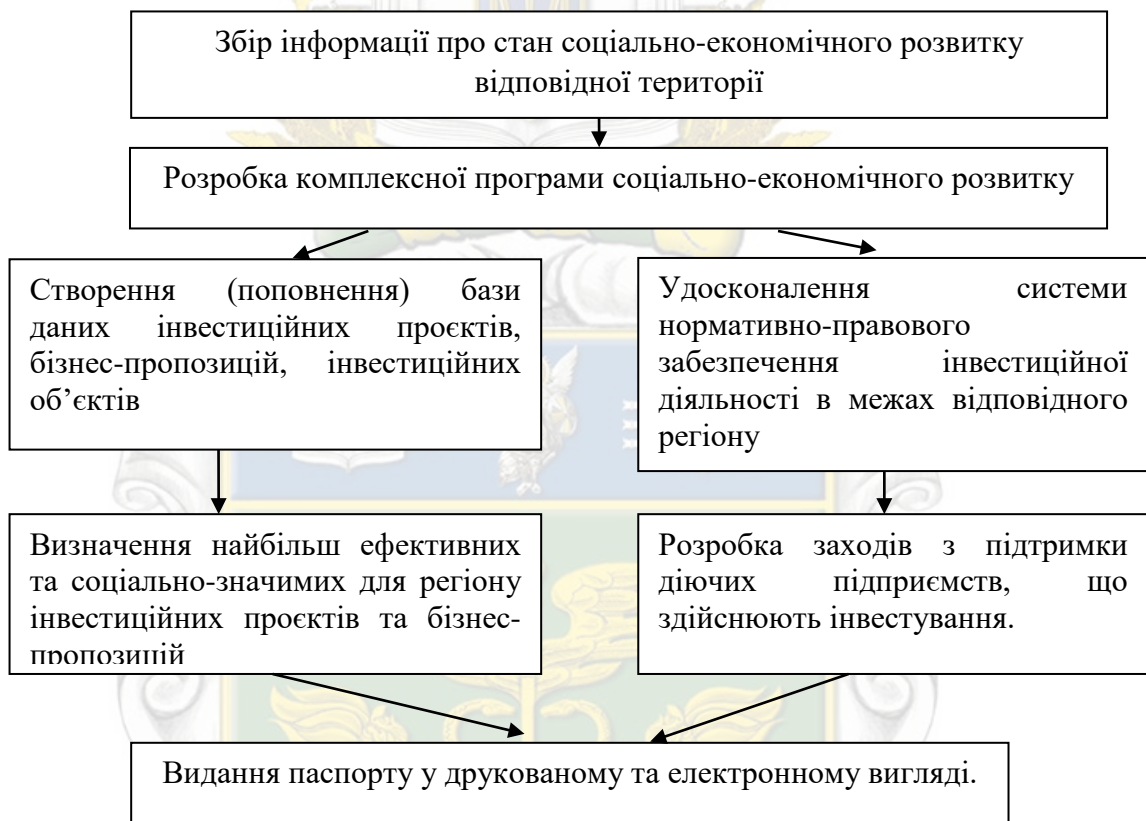 Збір інформації про стан соціально-економічного розвитку
відповідної території
Розробка комплексної програми соціально-економічного розвитку
Створення (поповнення) бази
даних інвестиційних проєктів,
бізнес-пропозицій, інвестиційних
об’єктів
Удосконалення системи
нормативно-правового
забезпечення інвестиційної
діяльності в межах відповідного
регіону
Визначення найбільш ефективних
та соціально-значимих для регіону
інвестиційних проєктів та бізнес-
пропозицій
Розробка заходів з підтримки
діючих підприємств, що
здійснюють інвестування.
Видання паспорту у друкованому та електронному вигляді.